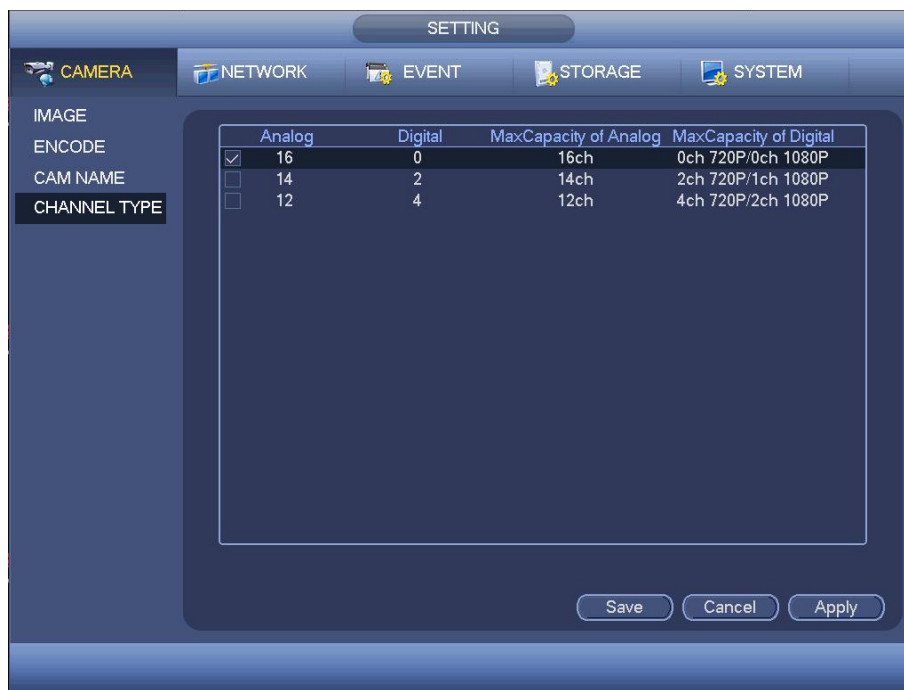 SETTING
CAMERA NETWORK EVENT STORAGE SYSTEM
IMAGE
ENCODE
CAM NAME
CHANNEL TYPE
Analog Digital MaxCapacity of Analog MaxCapacity of Digital
16 0 16ch 0ch 720P/0ch 1080P
14 2 14ch 2ch 720P/1ch 1080P
12 4 12ch 4ch 720P/2ch 1080P
Save Cancel Apply